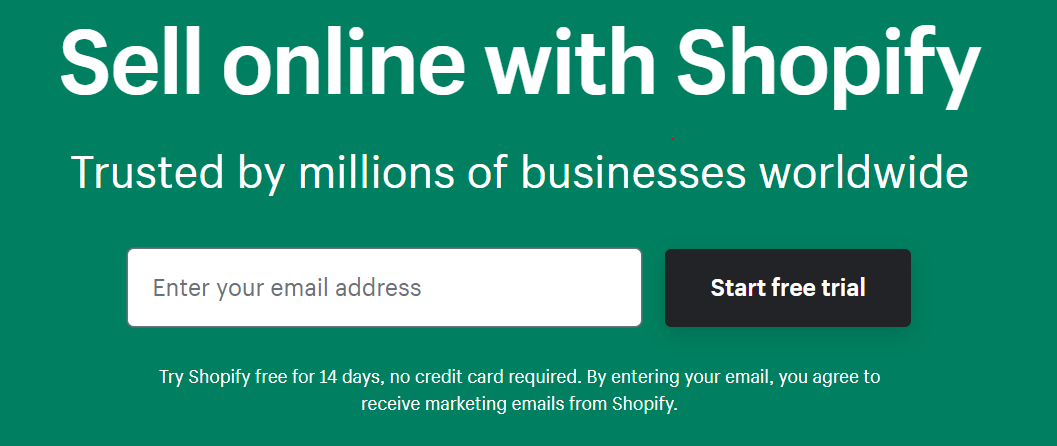 Sell online with Shopify
Trusted by millions of businesses worldwide
Enter your email address
Start free trial
Try Shopify free for 14 days, no credit card required. By entering your email, you agree to
receive marketing emails from Shopify.